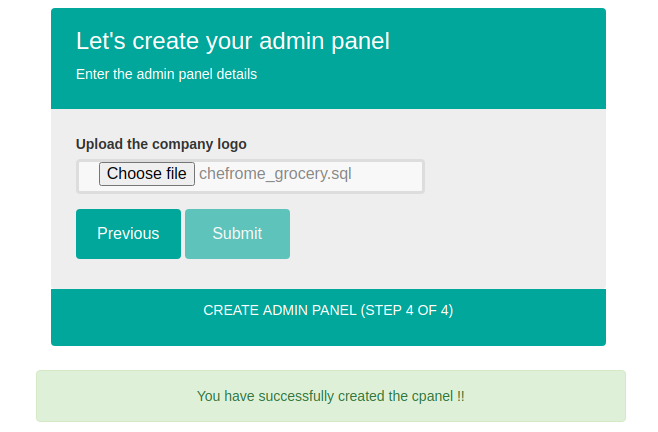 Let's create your admin panel
Enter the admin panel details
Upload the company logo
Choose file chefrome_grocery.sql
Previous Submit
CREATE ADMIN PANEL (STEP 4 OF 4)
You have successfully created the cpanel !!